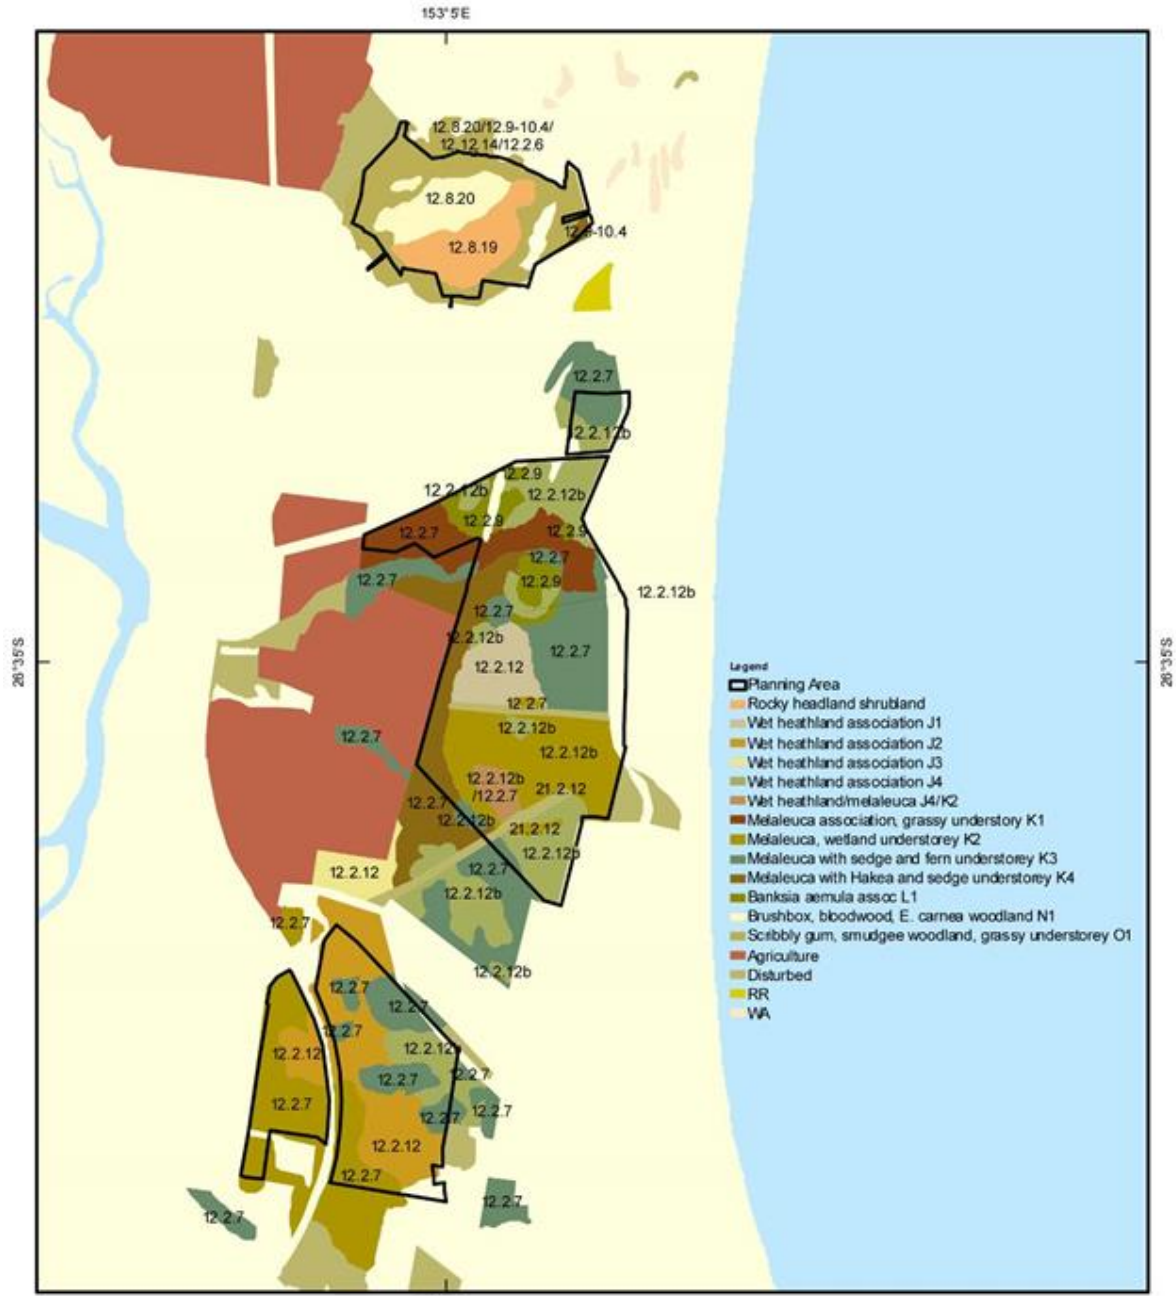 153°5'E
12.8.20/12.9-10.4/
12.12.14/12.2.6
12.8.20
12.8.19
12.9-10.4
12.2.7
12.2.12b
12.2.9
12.2.12b
12.2.12b
12.2.9
12.2.7
12.2.9
12.2.7
12.2.7
12.2.9
12.2.12b
12.2.7
12.2.12b
12.2.7
12.2.12
26°35'S
26°35'S
12.2.7
12.2.12b
12.2.7
12.2.12b
12.2.12b
/12.2.7
21.2.12
12.2.7
12.2.12b
21.2.12
12.2.12b
12.2.12
12.2.7
12.2.12b
12.2.7
12.2.12b
12.2.7
12.2.7
12.2.7
12.2.12
12.2.12b
12.2.7
12.2.7
12.2.7
12.2.7
12.2.7
12.2.12
12.2.7
12.2.7
12.2.7
Legend
Planning Area
Rocky headland shrubland
Wet heathland association J1
Wet heathland association J2
Wet heathland association J3
Wet heathland association J4
Wet heathland/melaleuca J4/K2
Melaleuca association, grassy understory K1
Melaleuca, wetland understorey K2
Melaleuca with sedge and fern understorey K3
Melaleuca with Hakea and sedge understorey K4
Banksia aemula assoc L1
Brushbox, bloodwood, E. carnea woodland N1
Scribbly gum, smudgee woodland, grassy understorey O1
Agriculture
Disturbed
RR
WA